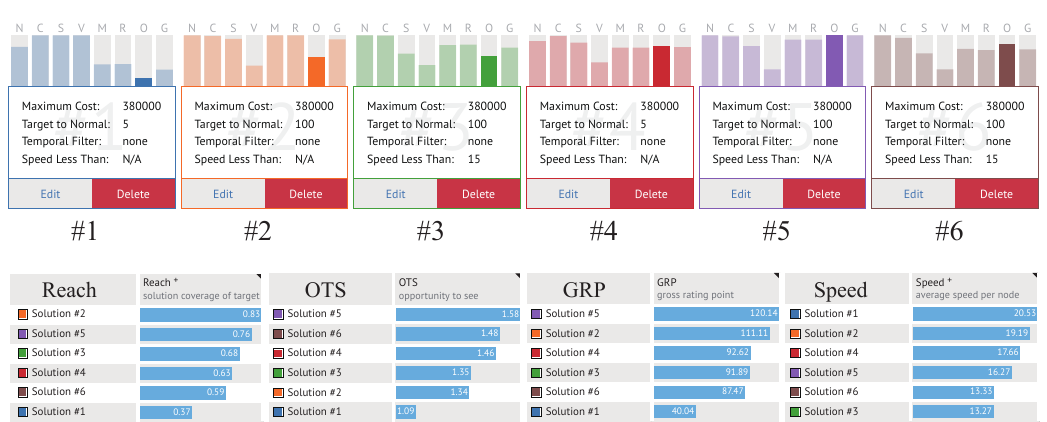 N C S V M R O G
N C S V M R O G
N C S V M R O G
N C S V M R O G
N C S V M R O G
N C S V M R O G
#1
Maximum Cost: 380000
Target to Normal: 5
Temporal Filter: none
Speed Less Than: N/A
Edit Delete
#1
#2
Maximum Cost: 380000
Target to Normal: 100
Temporal Filter: none
Speed Less Than: N/A
Edit Delete
#2
#3
Maximum Cost: 380000
Target to Normal: 100
Temporal Filter: none
Speed Less Than: 15
Edit Delete
#3
#4
Maximum Cost: 380000
Target to Normal: 5
Temporal Filter: none
Speed Less Than: N/A
Edit Delete
#4
#5
Maximum Cost: 380000
Target to Normal: 100
Temporal Filter: none
Speed Less Than: N/A
Edit Delete
#5
#6
Maximum Cost: 380000
Target to Normal: 100
Temporal Filter: none
Speed Less Than: 15
Edit Delete
#6
Reach
Reach +
solution coverage of target
Solution #2 0.83
Solution #5 0.76
Solution #3 0.68
Solution #4 0.63
Solution #6 0.59
Solution #1 0.37
OTS
OTS
opportunity to see
Solution #5 1.58
Solution #6 1.48
Solution #4 1.46
Solution #3 1.35
Solution #2 1.34
Solution #1 1.09
GRP
GRP
gross rating point
Solution #5 120.14
Solution #2 111.11
Solution #4 92.62
Solution #3 91.89
Solution #6 87.47
Solution #1 40.04
Speed
Speed +
average speed per node
Solution #1 20.53
Solution #2 19.19
Solution #4 17.66
Solution #5 16.27
Solution #6 13.33
Solution #3 13.27